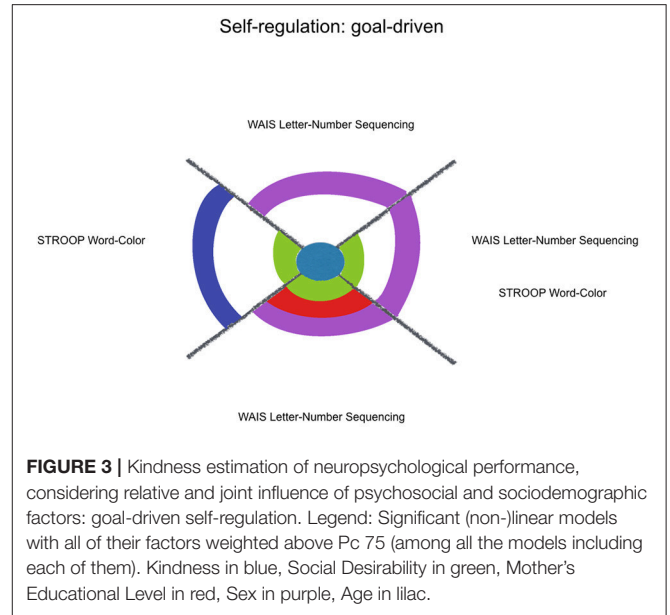 Self-regulation: goal-driven
WAIS Letter-Number Sequencing
STROOP Word-Color
WAIS Letter-Number Sequencing
STROOP Word-Color
WAIS Letter-Number Sequencing
FIGURE 3 | Kindness estimation of neuropsychological performance,
considering relative and joint influence of psychosocial and sociodemographic
factors: goal-driven self-regulation. Legend: Significant (non-)linear models
with all of their factors weighted above Pc 75 (among all the models including
each of them). Kindness in blue, Social Desirability in green, Mother's
Educational Level in red, Sex in purple, Age in lilac.